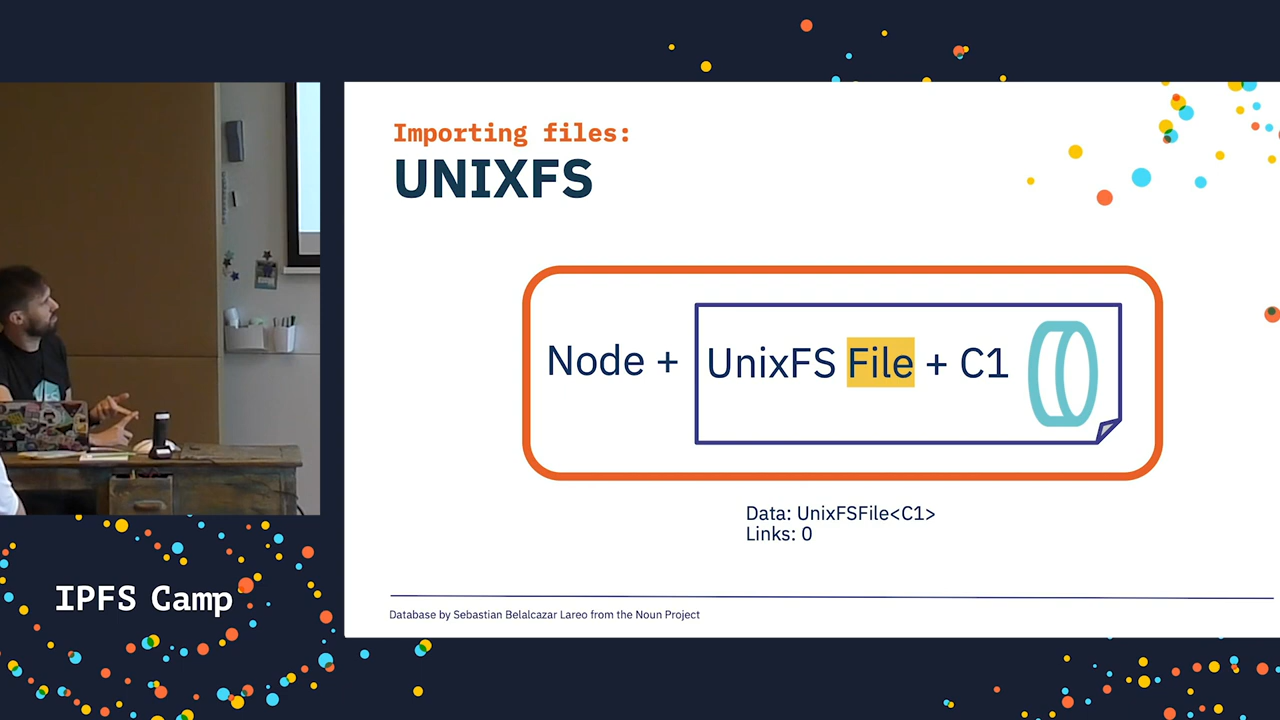 Importing files:
UNIXFS
Node + UnixFS File + C1
Data: UnixFSFile<C1>
Links: 0
Database by Sebastian Belalcazar Lareo from the Noun Project
IPFS Camp